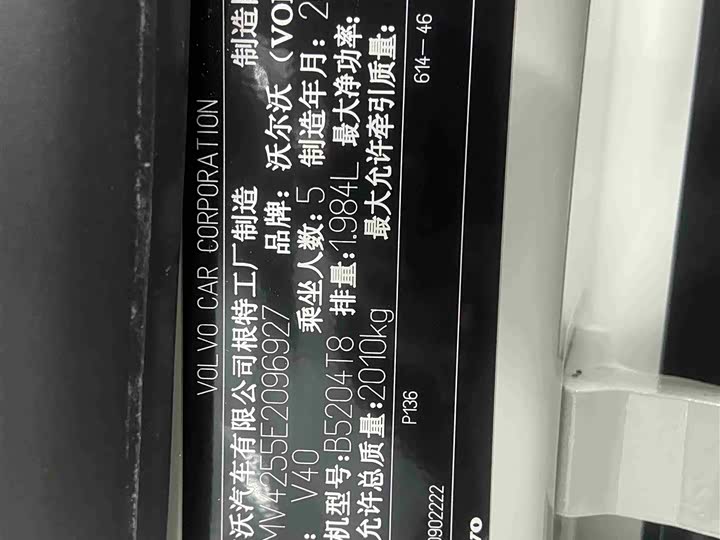 VOLVO CAR CORPORATION
沃汽车有限公司根特工厂制造 制造
MV4255E2096927 品牌: 沃尔沃 (VOL
: V40 乘坐人数: 5 制造年月: 2
机型号: B5204T8 排量: 1.984L 最大净功率:
允许总质量: 2010kg 最大允许牵引质量:
P136 614-46
0902222